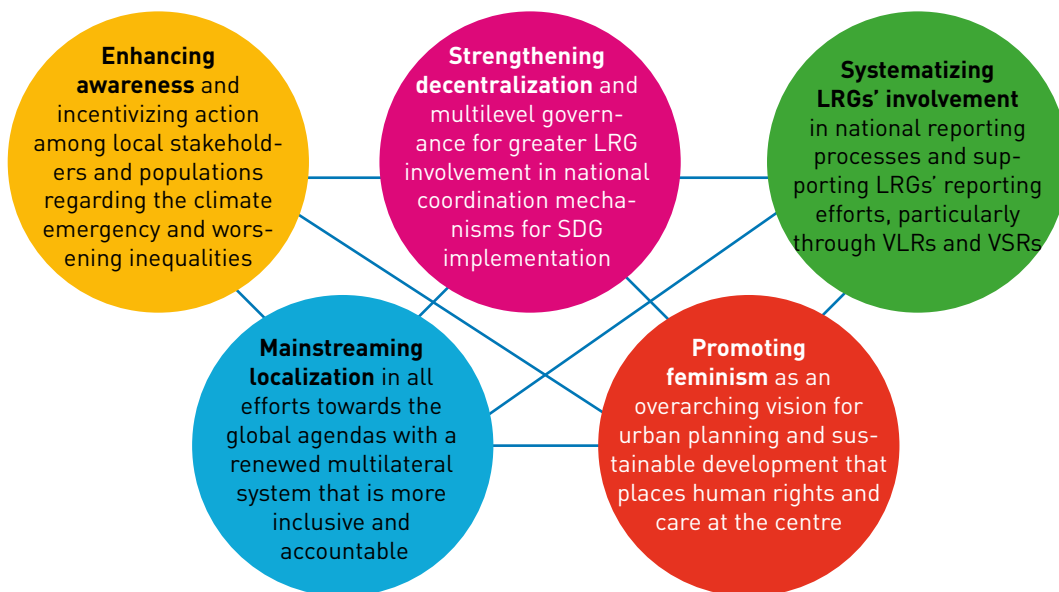 Enhancing
awareness and
incentivizing action
among local stakehold-
ers and populations
regarding the climate
emergency and wors-
ening inequalities
Strengthening
decentralization and
multilevel govern-
ance for greater LRG
involvement in national
coordination mecha-
nisms for SDG
implementation
Systematizing
LRGs’ involvement
in national reporting
processes and sup-
porting LRGs’ reporting
efforts, particularly
through VLRs and VSRs
Mainstreaming
localization in all
efforts towards the
global agendas with a
renewed multilateral
system that is more
inclusive and
accountable
Promoting
feminism as an
overarching vision for
urban planning and sus-
tainable development that
places human rights and
care at the centre